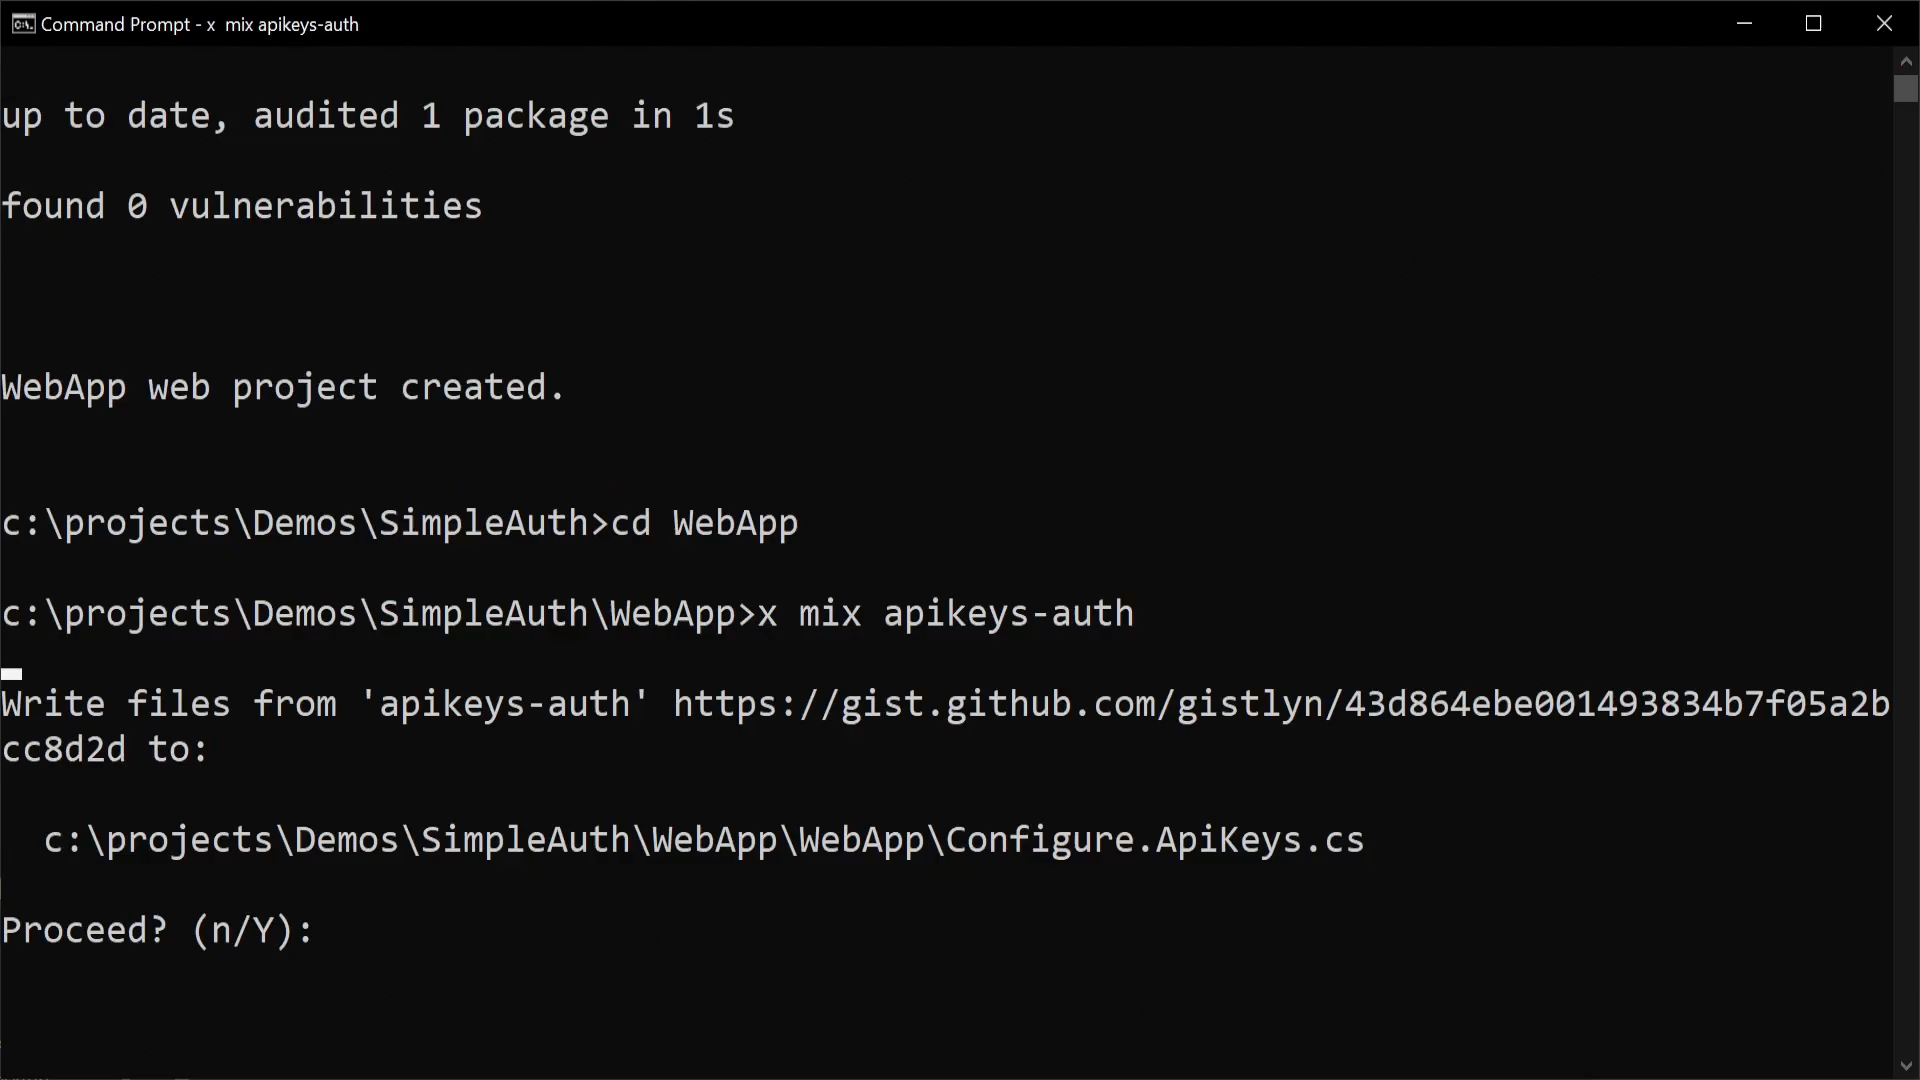 Command Prompt - x  mix apikeys-auth
up to date, audited 1 package in 1s
found 0 vulnerabilities
WebApp web project created.
c:\projects\Demos\SimpleAuth>cd WebApp
c:\projects\Demos\SimpleAuth\WebApp>x mix apikeys-auth
Write files from 'apikeys-auth' https://gist.github.com/gistlyn/43d864ebe001493834b7f05a2b
cc8d2d to:
  c:\projects\Demos\SimpleAuth\WebApp\WebApp\Configure.ApiKeys.cs
Proceed? (n/Y):